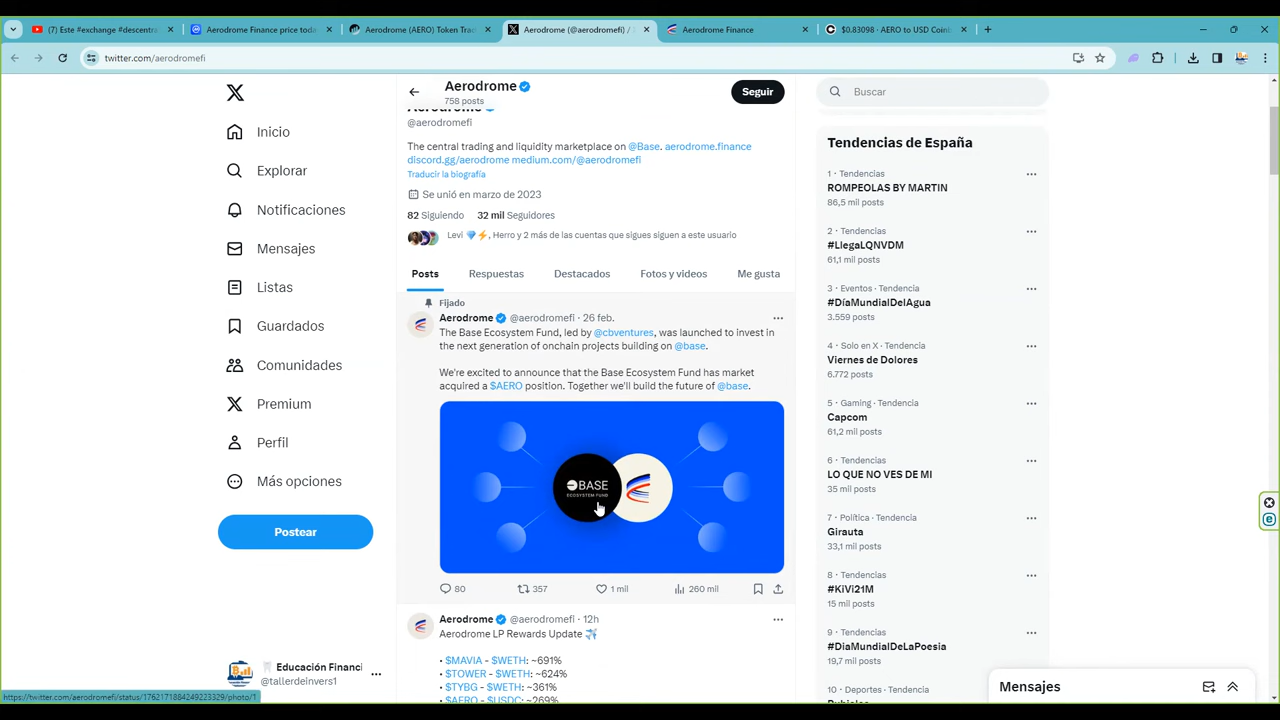 (7) Este #exchange #descentra
Aerodrome Finance price toda
Aerodrome (AERO) Token Trac
Aerodrome (@aerodromefi) /
Aerodrome Finance
$0.83098 - AERO to USD Coin
twitter.com/aerodromefi
Aerodrome
758 posts
Seguir
Buscar
Inicio
Explorar
Notificaciones
Mensajes
Listas
Guardados
Comunidades
Premium
Perfil
Más opciones
Postear
Educación Financi
@tallerdeinvers1
https://twitter.com/aerodromefi/status/1762171884249223329/photo/1
Aerodrome
@aerodromefi
The central trading and liquidity marketplace on @Base. aerodrome.finance
discord.gg/aerodrome medium.com/@aerodromefi
Traducir la biografía
Se unió en marzo de 2023
82 Siguiendo 32 mil Seguidores
Levi 💎⚡, Herro y 2 más de las cuentas que sigues siguen a este usuario
Posts Respuestas Destacados Fotos y videos Me gusta
Fijado
Aerodrome @aerodromefi · 26 feb.
The Base Ecosystem Fund, led by @cbventures, was launched to invest in
the next generation of onchain projects building on @base.
We're excited to announce that the Base Ecosystem Fund has market
acquired a $AERO position. Together we'll build the future of @base.
BASE
ECOSYSTEM FUND
80 357 1 mil 260 mil
Aerodrome @aerodromefi · 12h
Aerodrome LP Rewards Update ✈️
• $MAVIA - $WETH: ~691%
• $TOWER - $WETH: ~624%
• $TYBG - $WETH: ~361%
• $AERO - $USDC: ~269%
Tendencias de España
1 · Tendencias
ROMPEOLAS BY MARTIN
86,5 mil posts
2 · Tendencias
#LlegaLQNVDM
61,1 mil posts
3 · Eventos · Tendencia
#DíaMundialDelAgua
3.559 posts
4 · Solo en X · Tendencia
Viernes de Dolores
6.772 posts
5 · Gaming · Tendencia
Capcom
61,2 mil posts
6 · Tendencias
LO QUE NO VES DE MI
35 mil posts
7 · Política · Tendencia
Girauta
33,1 mil posts
8 · Tendencias
#KiVi21M
15 mil posts
9 · Tendencias
#DiaMundialDeLaPoesia
19,7 mil posts
10 · Deportes · Tendencia
Mensajes